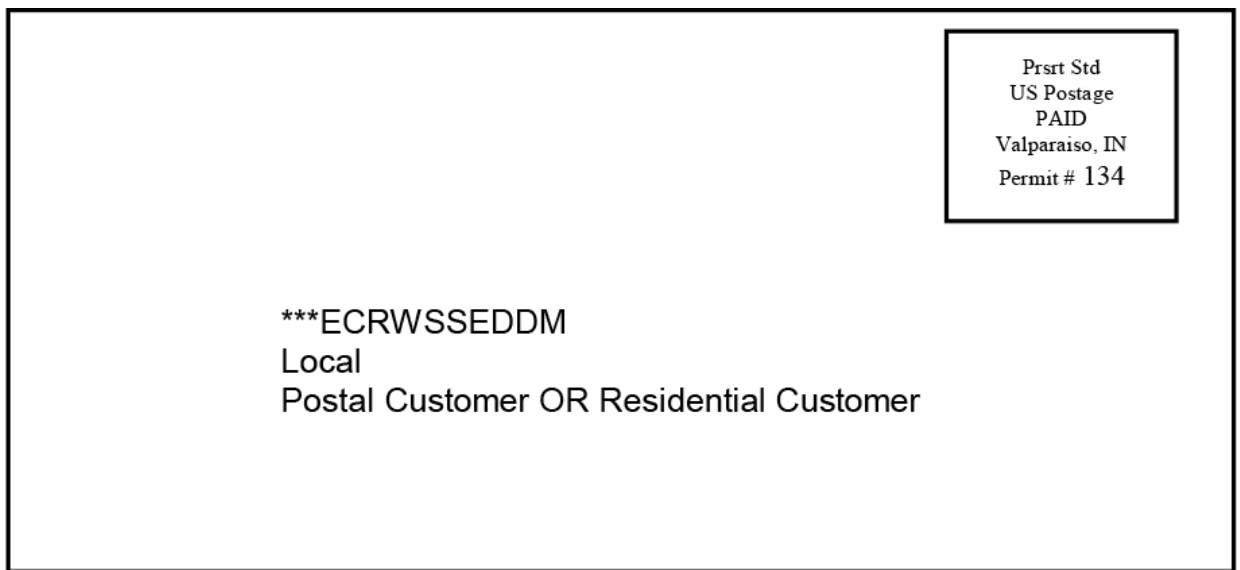 Prsrt Std
US Postage
PAID
Valparaiso, IN
Permit # 134
***ECRWSSEDDM
Local
Postal Customer OR Residential Customer